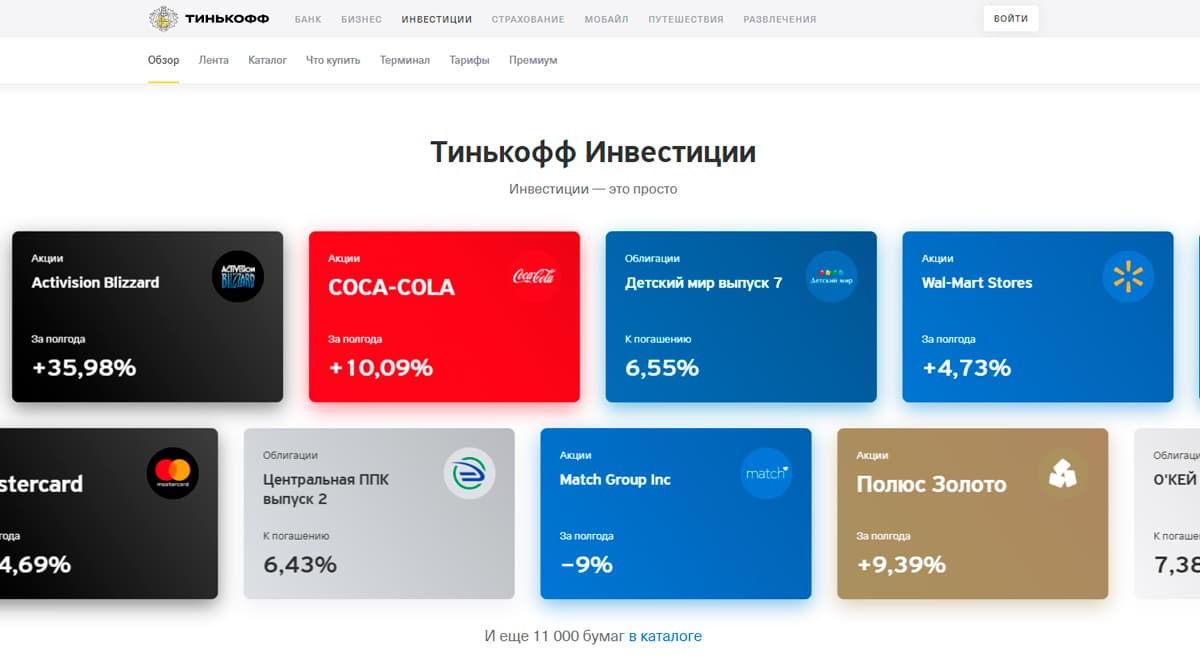 ТИНЬКОФФ БАНК БИЗНЕС ИНВЕСТИЦИИ СТРАХОВАНИЕ МОБАЙЛ ПУТЕШЕСТВИЯ РАЗВЛЕЧЕНИЯ ВОЙТИ
Обзор Лента Каталог Что купить Терминал Тарифы Премиум
Тинькофф Инвестиции
Инвестиции — это просто
Акции
Activision Blizzard
ACTIVISION
BLIZZARD
За полгода
+35,98%
Акции
COCA-COLA
Coca-Cola
За полгода
+10,09%
Облигации
Детский мир выпуск 7
Детский мир
К погашению
6,55%
Акции
Wal-Mart Stores
За полгода
+4,73%
stercard
mastercard
года
4,69%
Облигации
Центральная ППК
выпуск 2
К погашению
6,43%
Акции
Match Group Inc
match
За полгода
−9%
Акции
Полюс Золото
За полгода
+9,39%
Облигаци
О'КЕЙ
К погаше
7,38
И еще 11 000 бумаг в каталоге